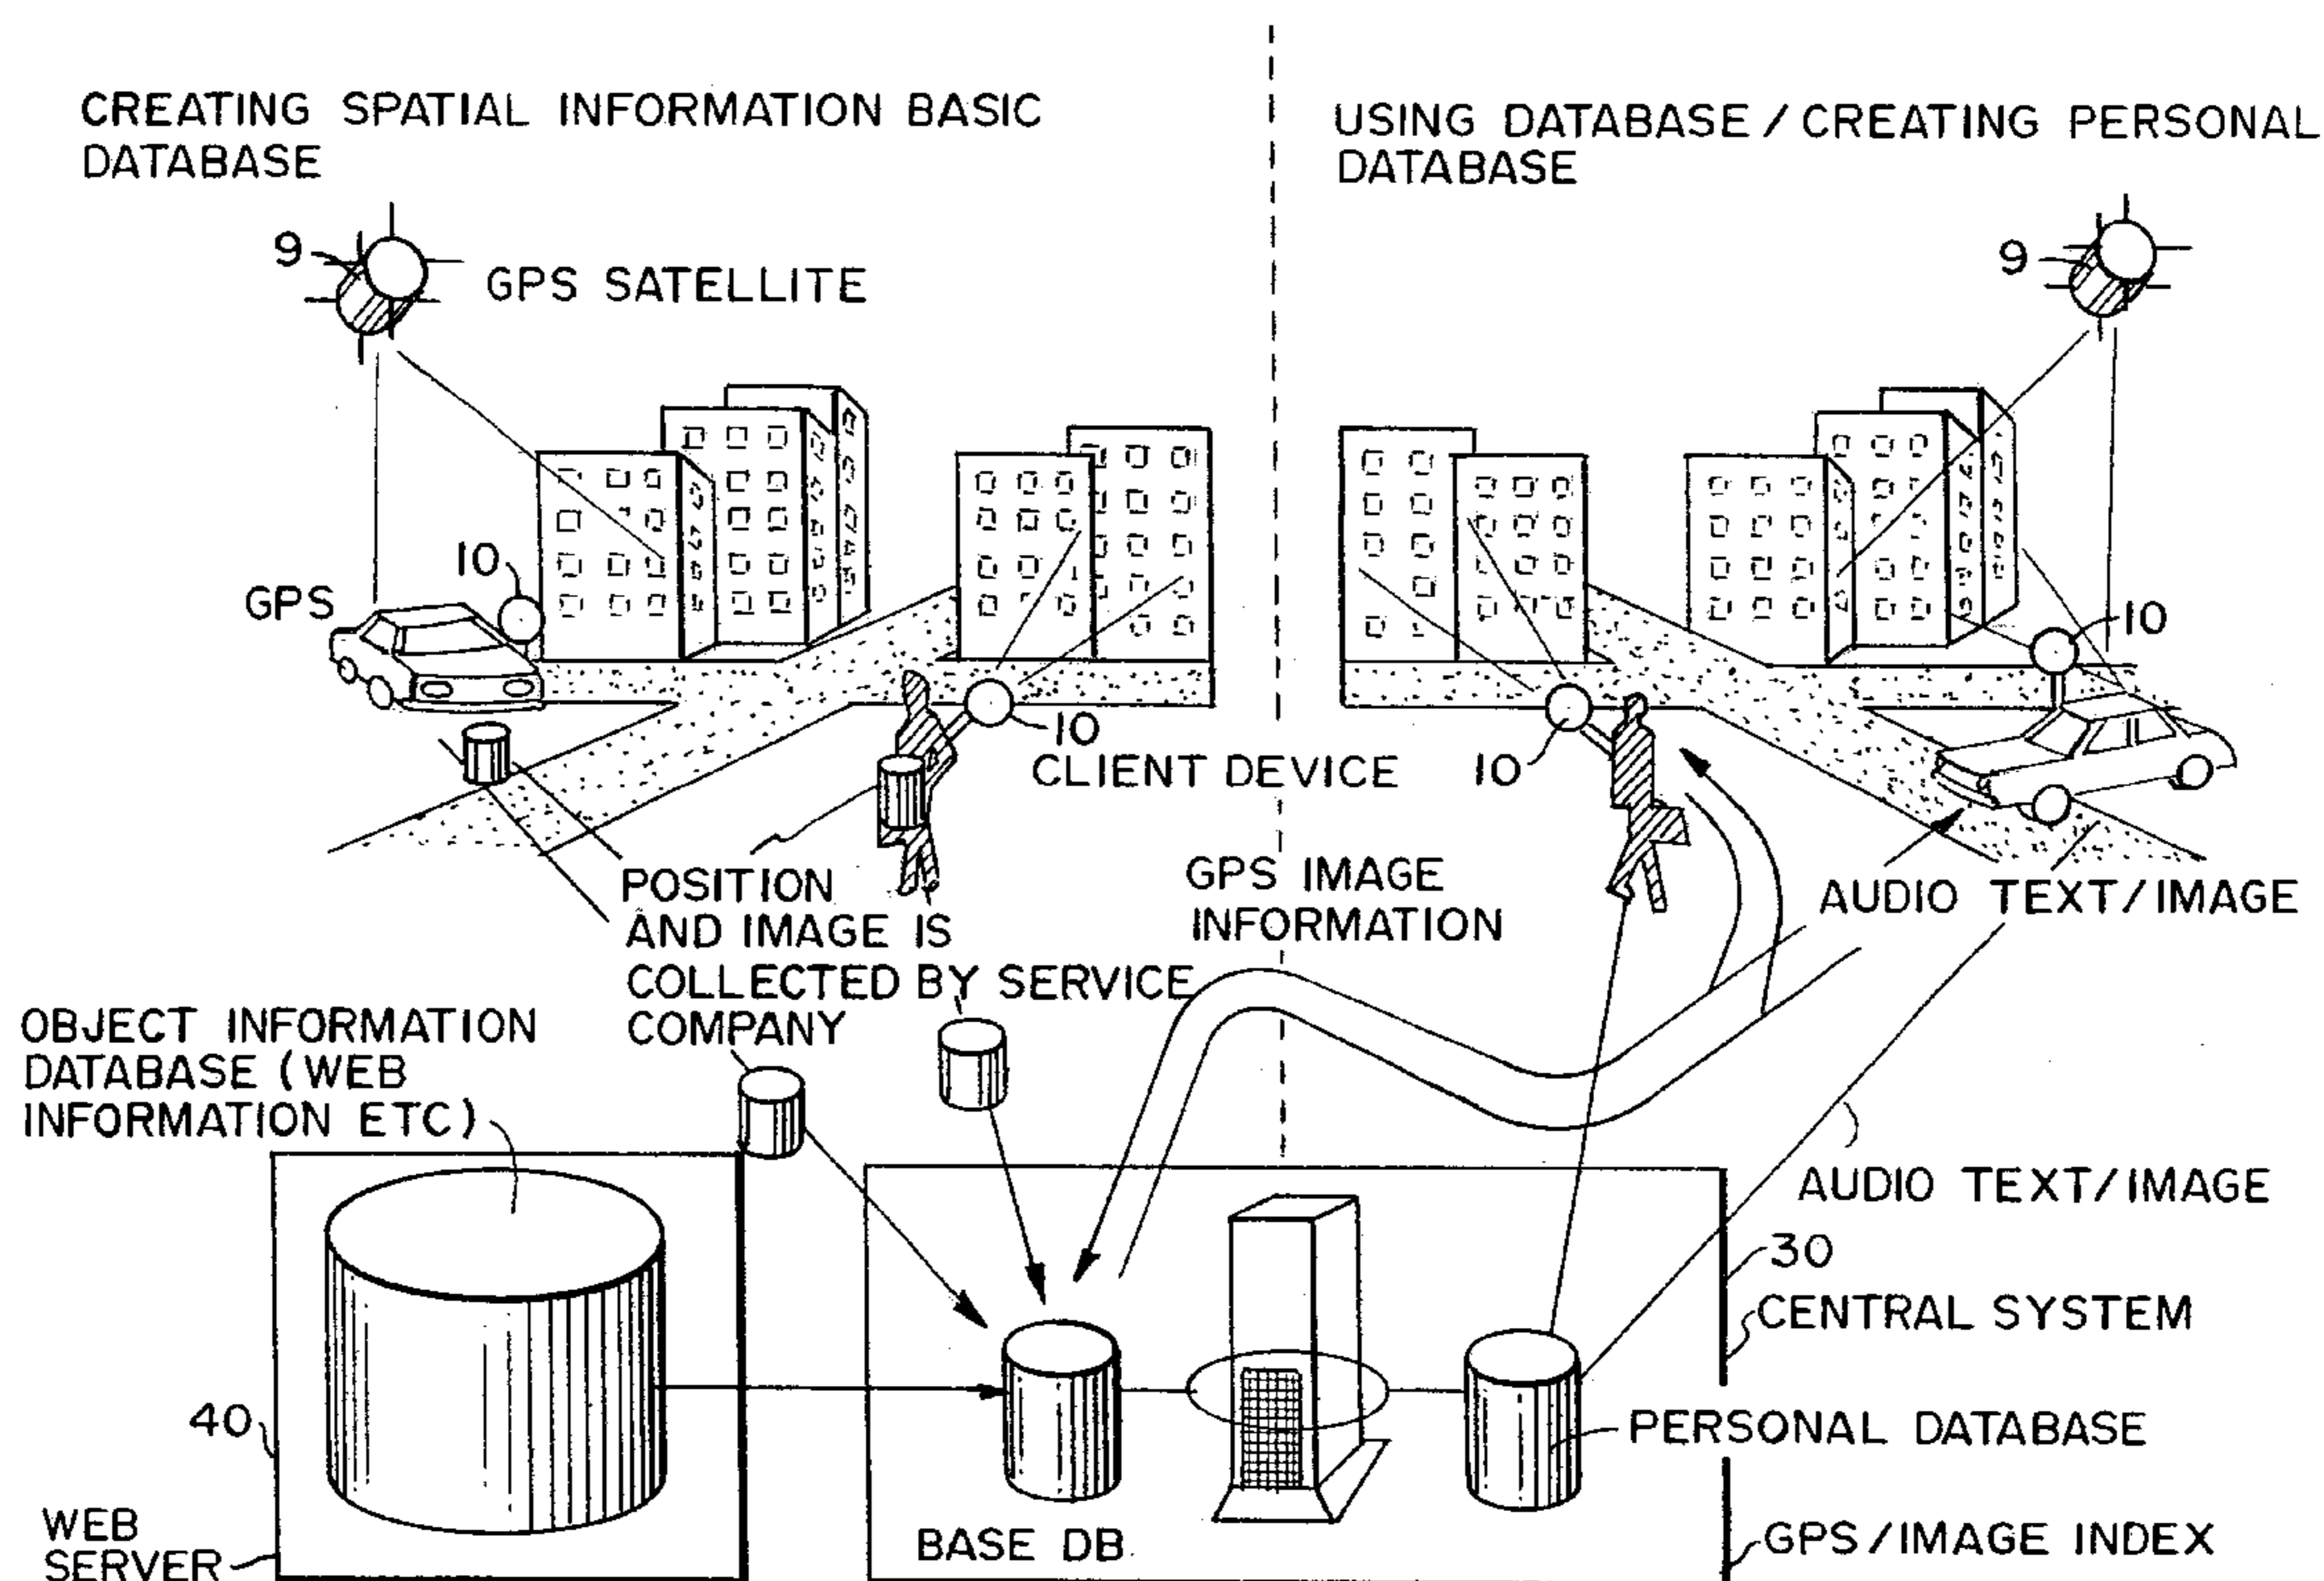 CREATING SPATIAL INFORMATION BASIC
DATABASE
USING DATABASE / CREATING PERSONAL
DATABASE
9
GPS SATELLITE
9
10
GPS
10
10
CLIENT DEVICE
10
POSITION
AND IMAGE IS
COLLECTED BY SERVICE
COMPANY
GPS IMAGE
INFORMATION
AUDIO TEXT/IMAGE
OBJECT INFORMATION
DATABASE (WEB
INFORMATION ETC)
AUDIO TEXT/IMAGE
30
CENTRAL SYSTEM
40
PERSONAL DATABASE
WEB
SERVER
BASE DB
GPS/IMAGE INDEX